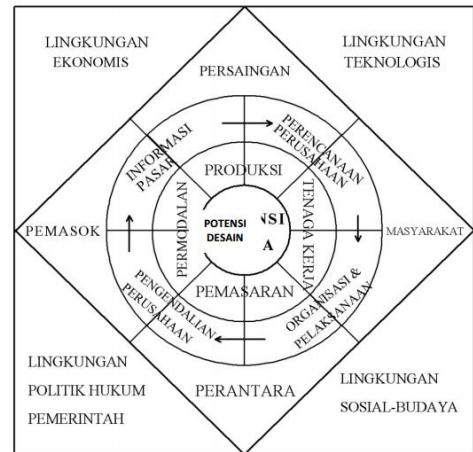 LINGKUNGAN
EKONOMIS
LINGKUNGAN
TEKNOLOGIS
PERSAINGAN
INFORMASI
PASAR
PERENCANAAN
PERUSAHAAN
PRODUKSI
PERMODALAN
TENAGA KERJA
POTENSI
DESAIN
NSI
A
PEMASOK
MASYARAKAT
PEMASARAN
PENGENDALIAN
PERUSAHAAN
ORGANISASI &
PELAKSANAAN
PERANTARA
LINGKUNGAN
POLITIK HUKUM
PEMERINTAH
LINGKUNGAN
SOSIAL-BUDAYA